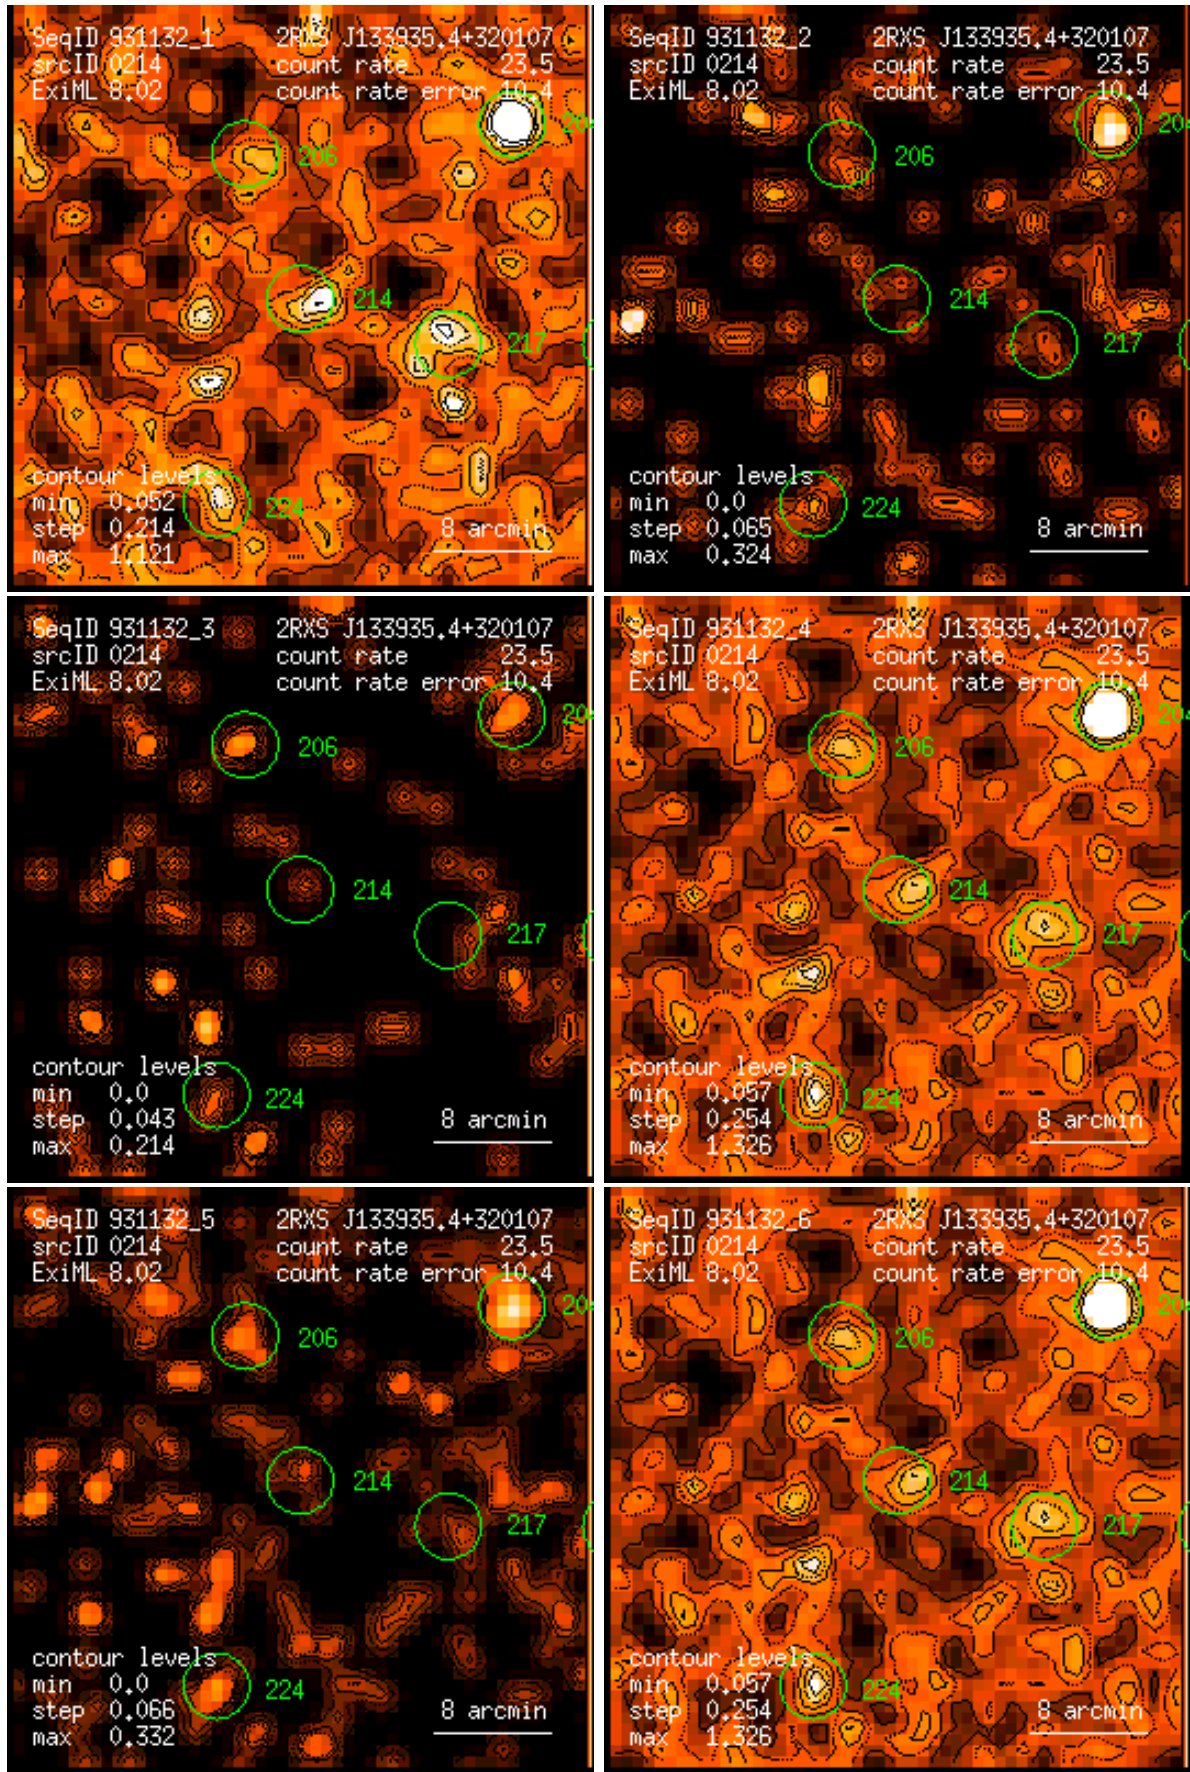 SeqID 931132_1 2RXS J133935.4+320107
srcID 0214 count rate 23.5
ExiML 8.02 count rate error 10.4
206
214
217
contour levels
min 0.052 224
step 0.214 8 arcmin
max 1.121
SeqID 931132_2 2RXS J133935.4+320107
srcID 0214 count rate 23.5
ExiML 8.02 count rate error 10.4
206
214
217
contour levels
min 0.0 224
step 0.065 8 arcmin
max 0.324
SeqID 931132_3 2RXS J133935.4+320107
srcID 0214 count rate 23.5
ExiML 8.02 count rate error 10.4
206
214
217
contour levels
min 0.0 224
step 0.043 8 arcmin
max 0.214
SeqID 931132_4 2RXS J133935.4+320107
srcID 0214 count rate 23.5
ExiML 8.02 count rate error 10.4
206
214
217
contour levels
min 0.057 224
step 0.254 8 arcmin
max 1.326
SeqID 931132_5 2RXS J133935.4+320107
srcID 0214 count rate 23.5
ExiML 8.02 count rate error 10.4
206
214
217
contour levels
min 0.0 224
step 0.066 8 arcmin
max 0.332
SeqID 931132_6 2RXS J133935.4+320107
srcID 0214 count rate 23.5
ExiML 8.02 count rate error 10.4
206
214
217
contour levels
min 0.057 224
step 0.254 8 arcmin
max 1.326